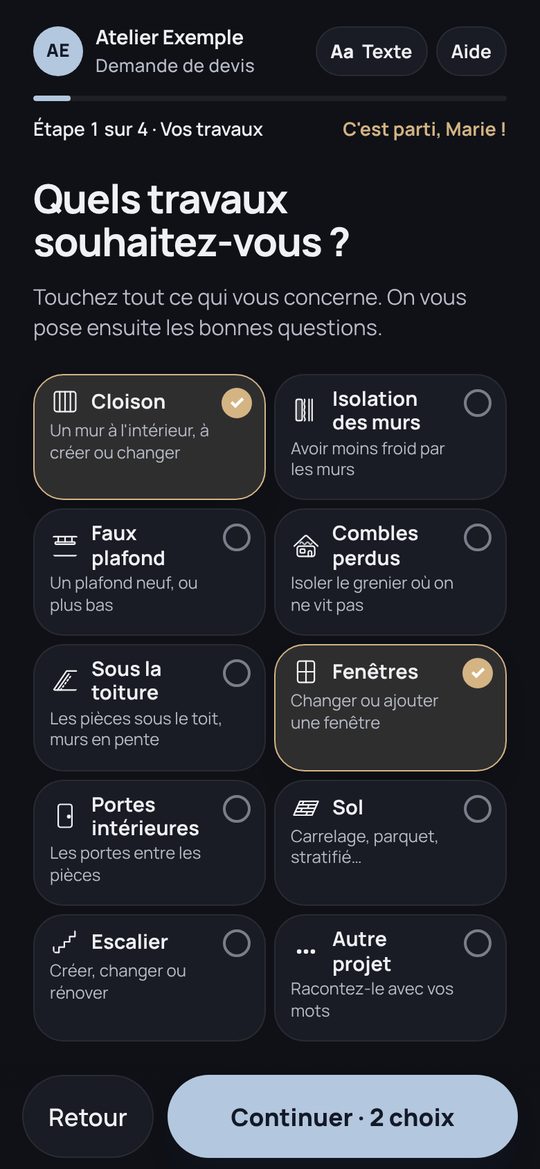 AE
Atelier Exemple
Demande de devis
Aa Texte
Aide
Étape 1 sur 4 · Vos travaux
C'est parti, Marie !
Quels travaux
souhaitez-vous ?
Touchez tout ce qui vous concerne. On vous
pose ensuite les bonnes questions.
Cloison
Un mur à l'intérieur, à
créer ou changer
Isolation
des murs
Avoir moins froid par
les murs
Faux
plafond
Un plafond neuf, ou
plus bas
Combles
perdus
Isoler le grenier où on
ne vit pas
Sous la
toiture
Les pièces sous le toit,
murs en pente
Fenêtres
Changer ou ajouter
une fenêtre
Portes
intérieures
Les portes entre les
pièces
Sol
Carrelage, parquet,
stratifié…
Escalier
Créer, changer ou
rénover
Autre
projet
Racontez-le avec vos
mots
Retour
Continuer · 2 choix